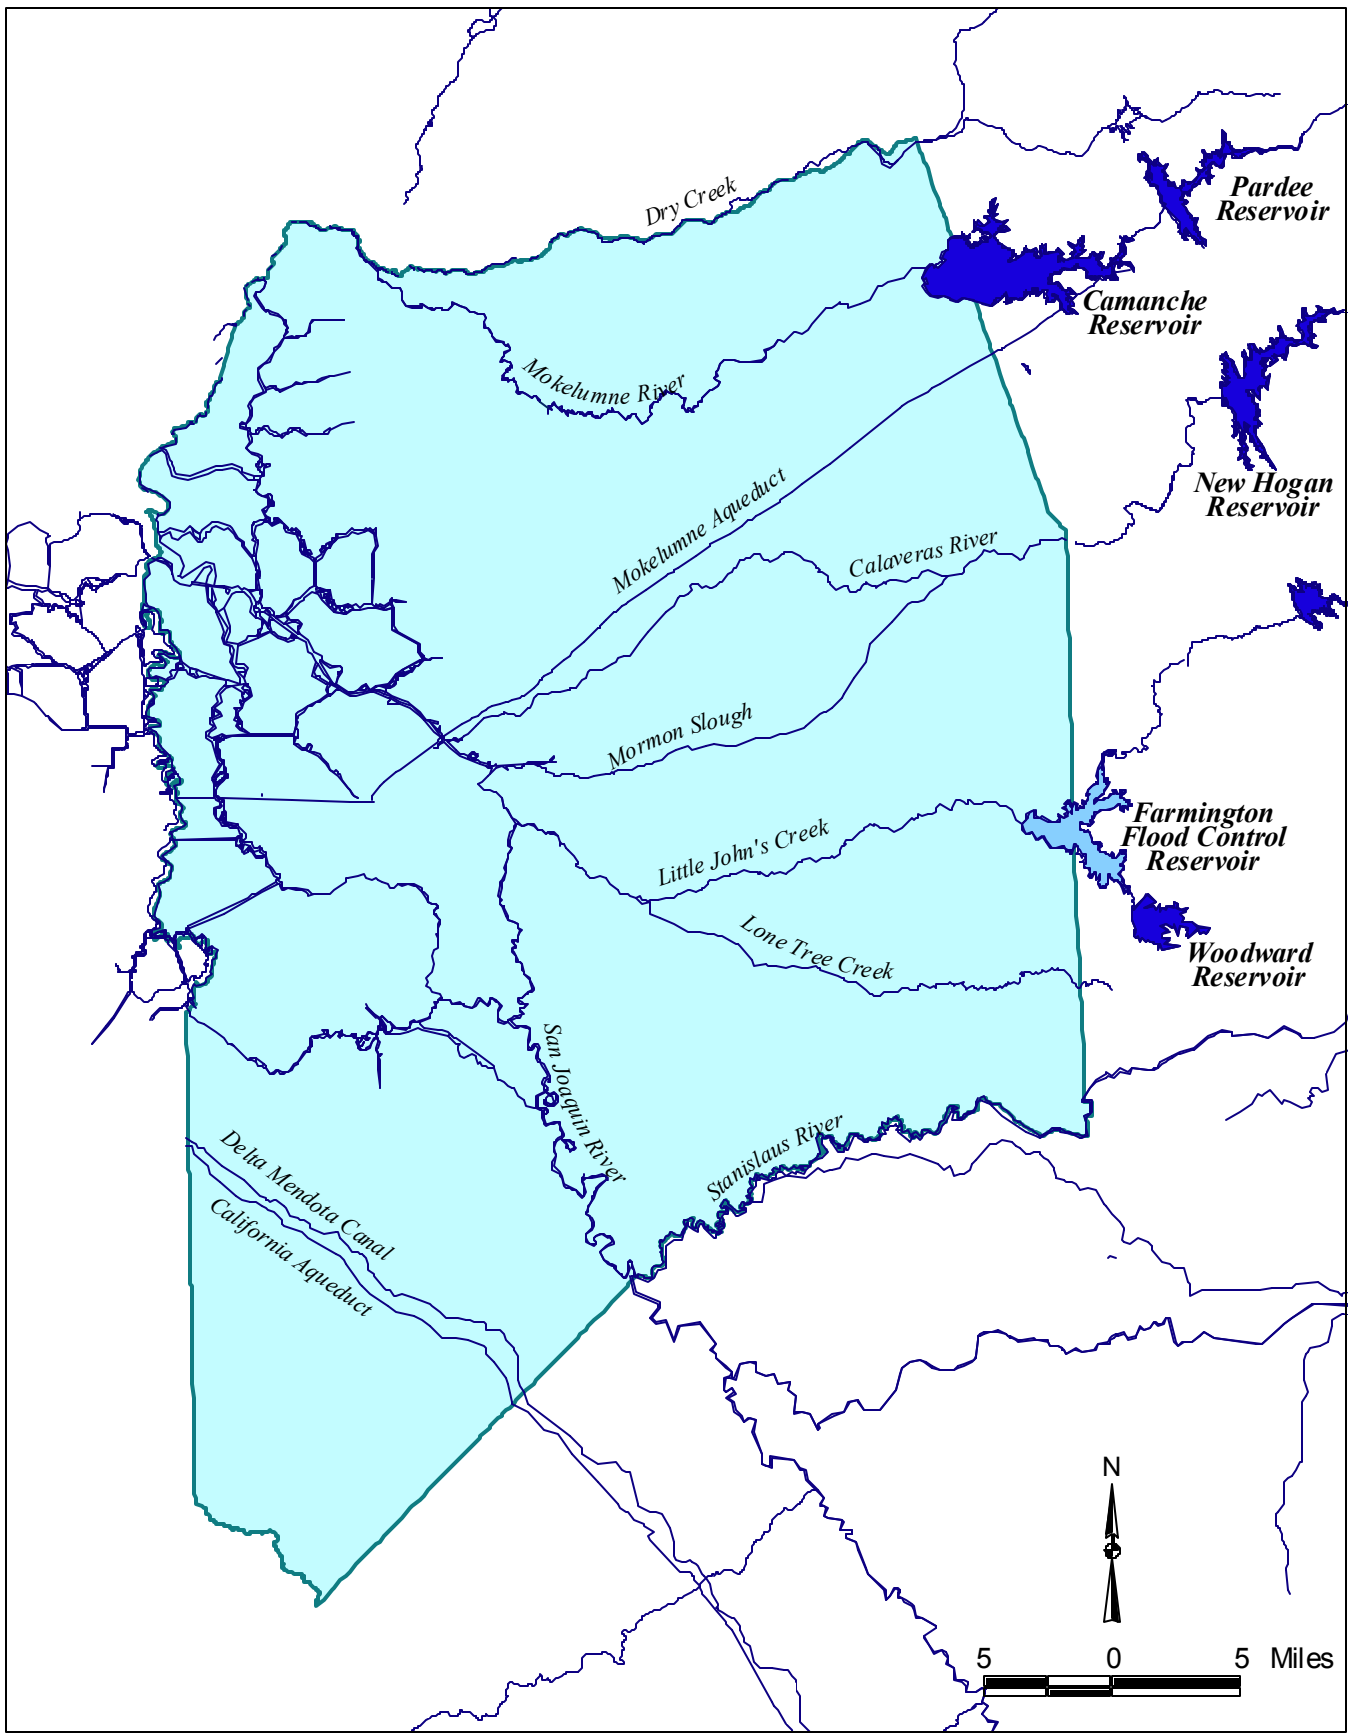 Pardee
Reservoir
Dry Creek
Camanche
Reservoir
Mokelumne River
New Hogan
Reservoir
Mokelumne Aqueduct
Calaveras River
Mormon Slough
Farmington
Flood Control
Reservoir
Little John's Creek
Lone Tree Creek
Woodward
Reservoir
San Joaquin River
Stanislaus River
Delta Mendota Canal
California Aqueduct
N
5 0 5 Miles